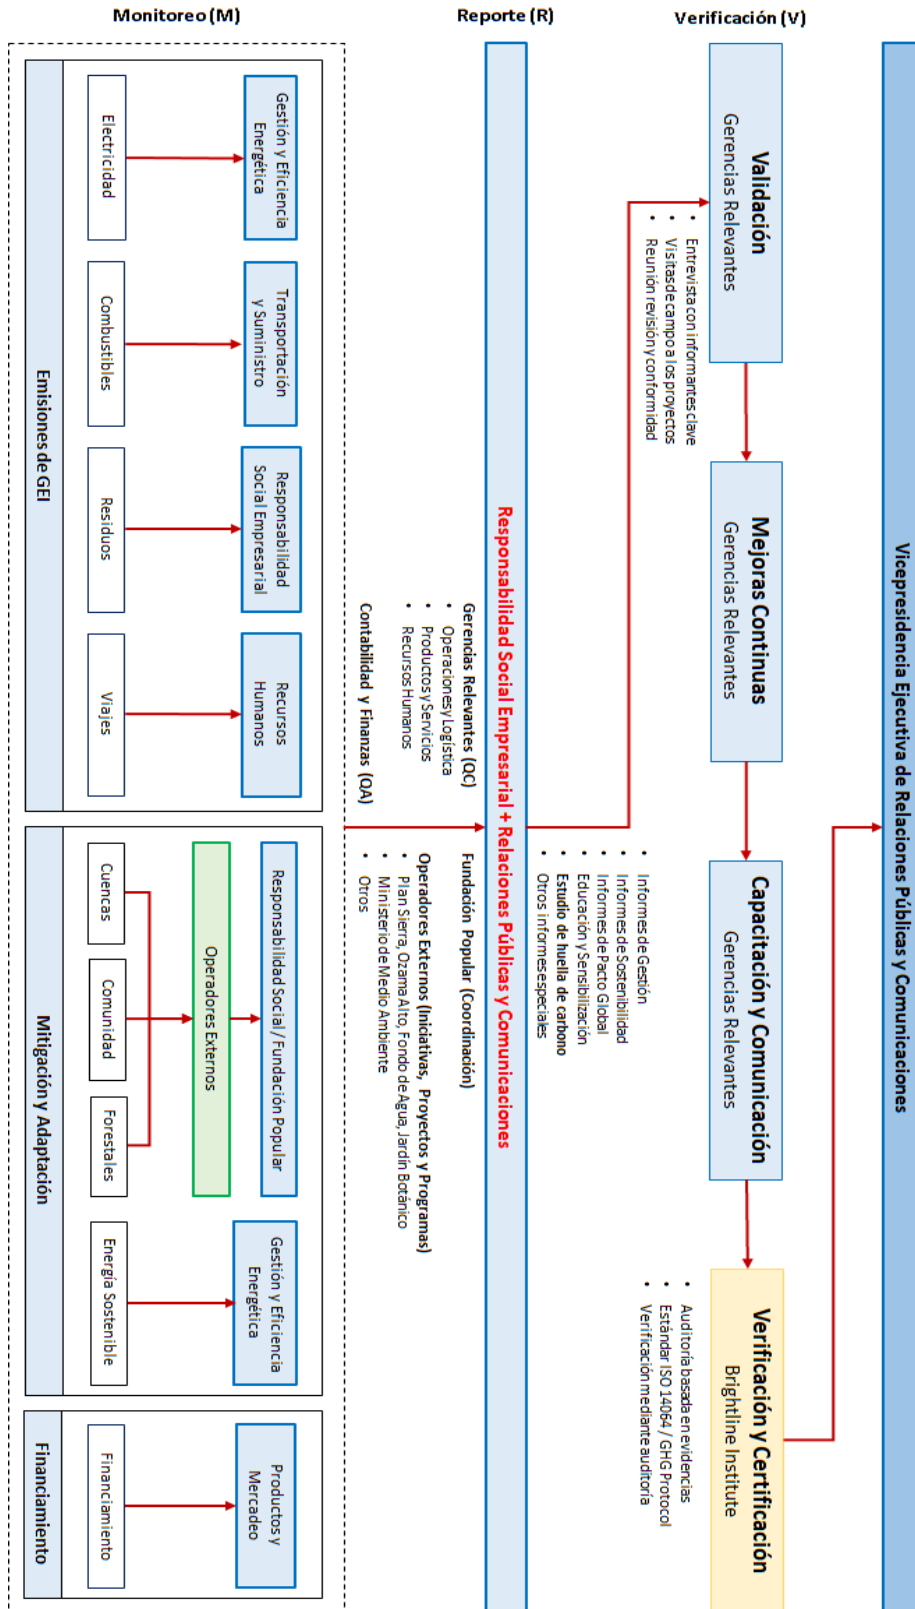 Monitoreo (M)
Reporte (R)
Verificación (V)
Vicepresidencia Ejecutiva de Relaciones Públicas y Comunicaciones
Validación
Gerencias Relevantes
• Entrevista con informantes clave
• Visitas de campo a los proyectos
• Reunión revisión y conformidad
Mejoras Continuas
Gerencias Relevantes
Capacitación y Comunicación
Gerencias Relevantes
Verificación y Certificación
Brightline Institute
• Auditoría basada en evidencias
• Estándar ISO 14064 / GHG Protocol
• Verificación mediante auditoría
• Informes de Gestión
• Informes de Sostenibilidad
• Informes de Pacto Global
• Educación y Sensibilización
• Estudio de huella de carbono
• Otros informes especiales
Responsabilidad Social Empresarial + Relaciones Públicas y Comunicaciones
Gerencias Relevantes (QC)
• Operaciones y Logística
• Productos y Servicios
• Recursos Humanos
Contabilidad y Finanzas (QA)
Fundación Popular (Coordinación)
Operadores Externos (Iniciativas, Proyectos y Programas)
• Plan Sierra, Ozama Alto, Fondo de Agua, Jardín Botánico
• Ministerio de Medio Ambiente
• Otros
Gestión y Eficiencia
Energética
Transportación
y Suministro
Responsabilidad
Social Empresarial
Recursos
Humanos
Electricidad
Combustibles
Residuos
Viajes
Emisiones de GEI
Responsabilidad Social / Fundación Popular
Operadores Externos
Gestión y Eficiencia
Energética
Cuencas
Comunidad
Forestales
Energía Sostenible
Mitigación y Adaptación
Productos y
Mercadeo
Financiamiento
Financiamiento